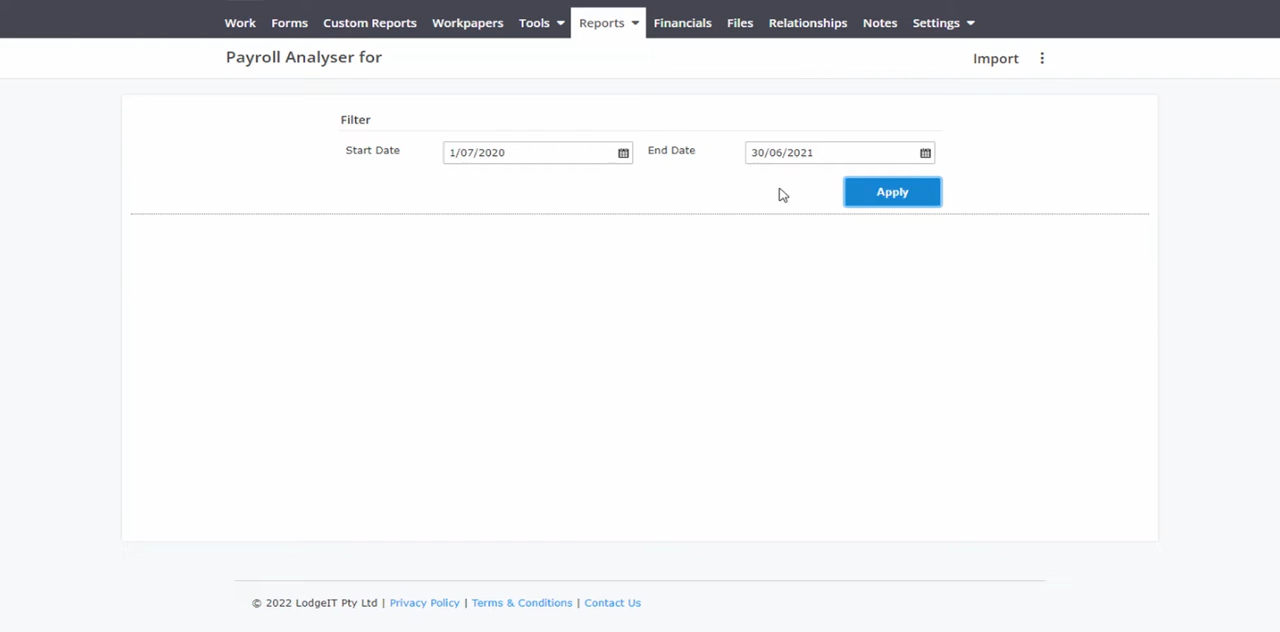 Work Forms Custom Reports Workpapers Tools Reports Financials Files Relationships Notes Settings
Payroll Analyser for Import
Filter
Start Date 1/07/2020 End Date 30/06/2021
Apply
© 2022 LodgeIT Pty Ltd | Privacy Policy | Terms & Conditions | Contact Us